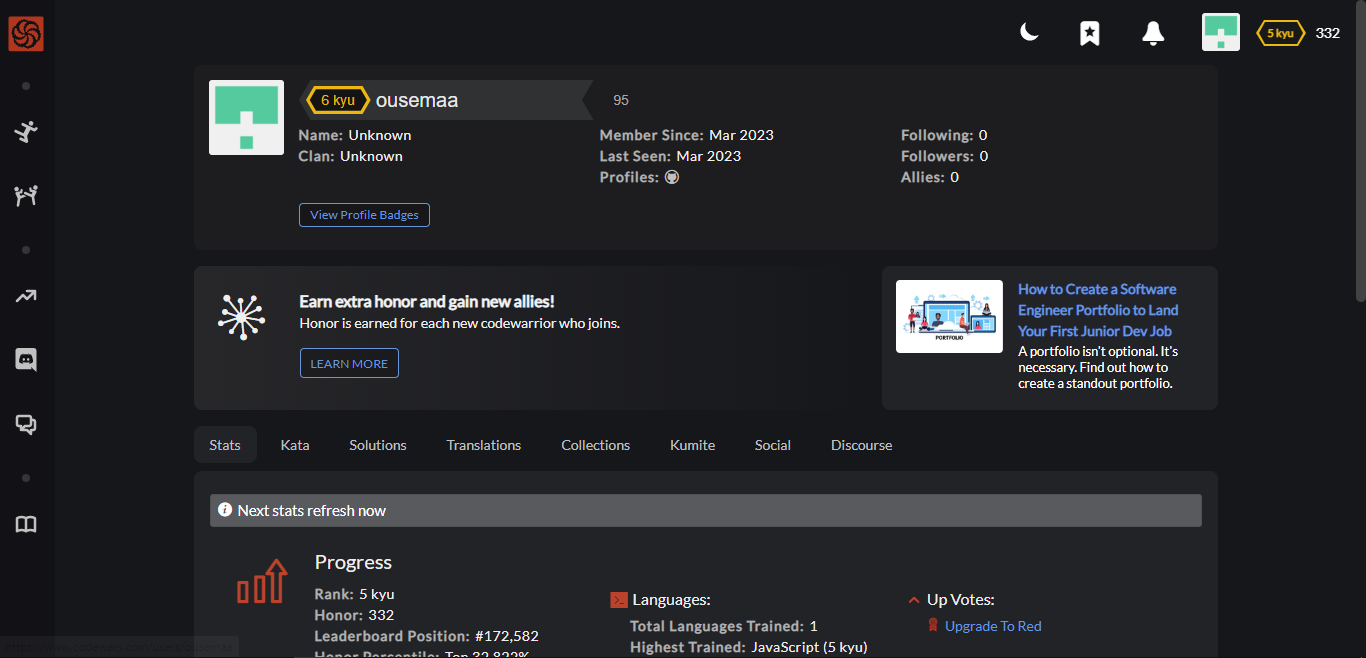 5 kyu 332
6 kyu ousemaa 95
Name: Unknown
Clan: Unknown
Member Since: Mar 2023
Last Seen: Mar 2023
Profiles:
Following: 0
Followers: 0
Allies: 0
View Profile Badges
Earn extra honor and gain new allies!
Honor is earned for each new codewarrior who joins.
LEARN MORE
PORTFOLIO
How to Create a Software
Engineer Portfolio to Land
Your First Junior Dev Job
A portfolio isn't optional. It's
necessary. Find out how to
create a standout portfolio.
Stats Kata Solutions Translations Collections Kumite Social Discourse
Next stats refresh now
Progress
Rank: 5 kyu
Honor: 332
Leaderboard Position: #172,582
Honor Percentile: Top 32.822%
Languages:
Total Languages Trained: 1
Highest Trained: JavaScript (5 kyu)
Up Votes:
Upgrade To Red